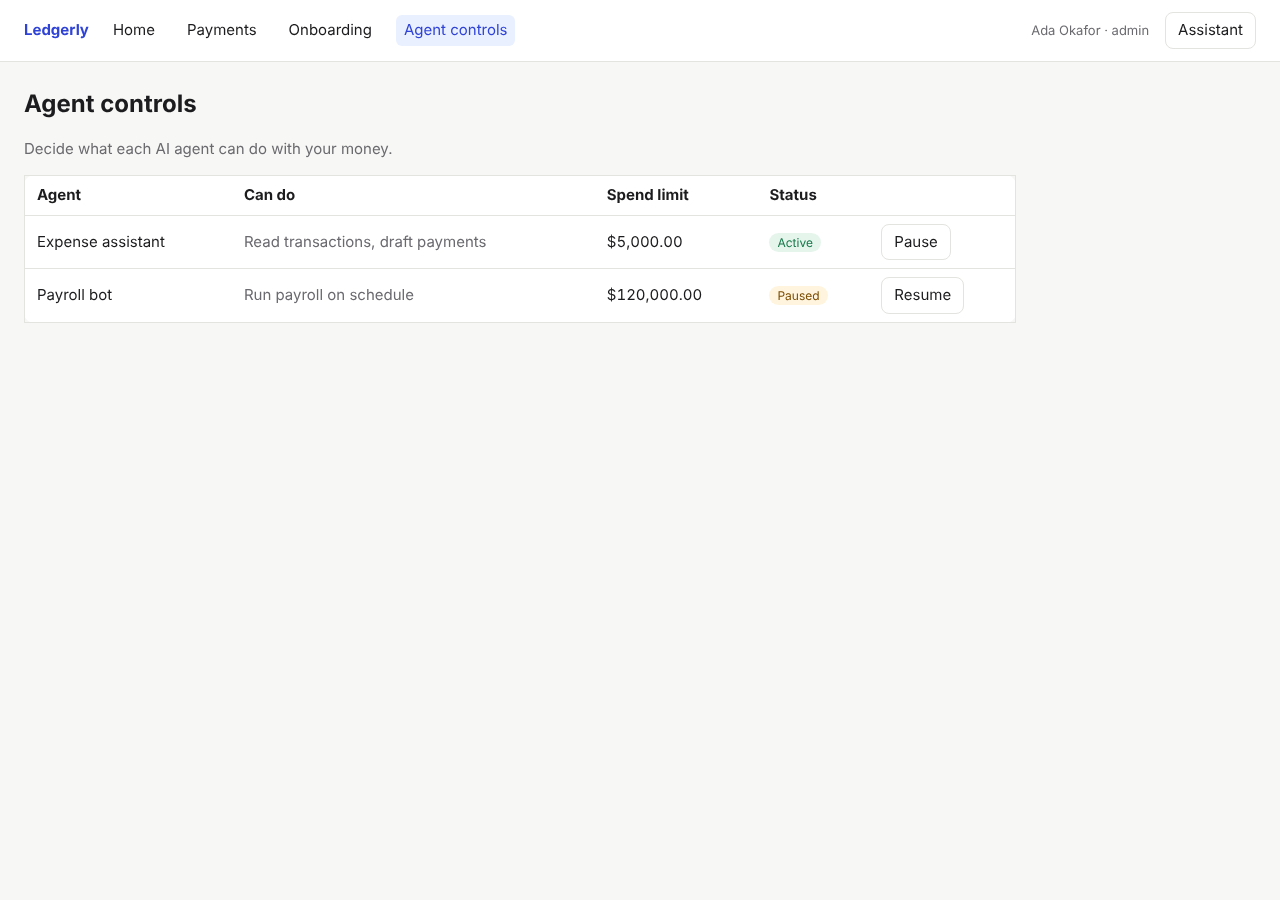 Ledgerly Home Payments Onboarding Agent controls Ada Okafor · admin Assistant
Agent controls
Decide what each AI agent can do with your money.
Agent Can do Spend limit Status
Expense assistant Read transactions, draft payments $5,000.00 Active Pause
Payroll bot Run payroll on schedule $120,000.00 Paused Resume